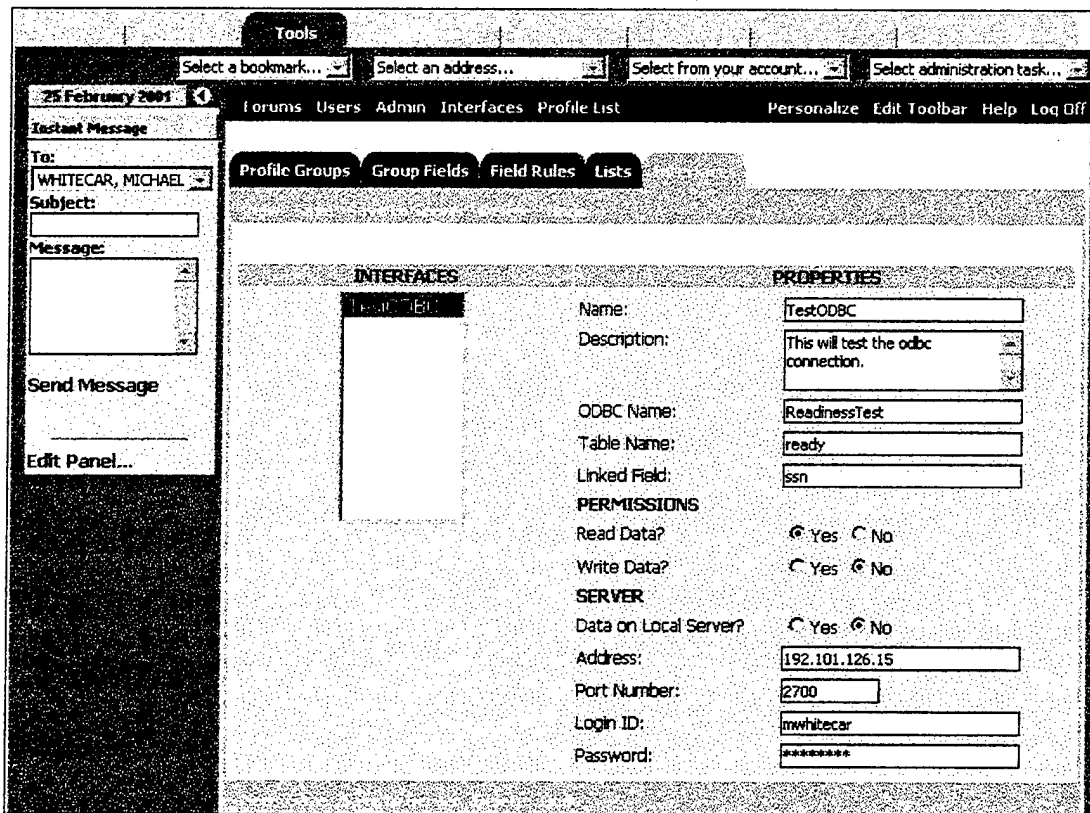 Tools
Select a bookmark... Select an address... Select from your account... Select administration task...
25 February 2001
Forums Users Admin Interfaces Profile List Personalize Edit Toolbar Help Log Off
Instant Message
To:
WHITECAR, MICHAEL
Subject:
Message:
Send Message
Edit Panel...
Profile Groups Group Fields Field Rules Lists
INTERFACES PROPERTIES
Name: TestODBC
Description: This will test the odbc
connection.
ODBC Name: ReadinessTest
Table Name: ready
Linked Field: ssn
PERMISSIONS
Read Data? Yes No
Write Data? Yes No
SERVER
Data on Local Server? Yes No
Address: 192.101.126.15
Port Number: 2700
Login ID: mwhitecar
Password: ********